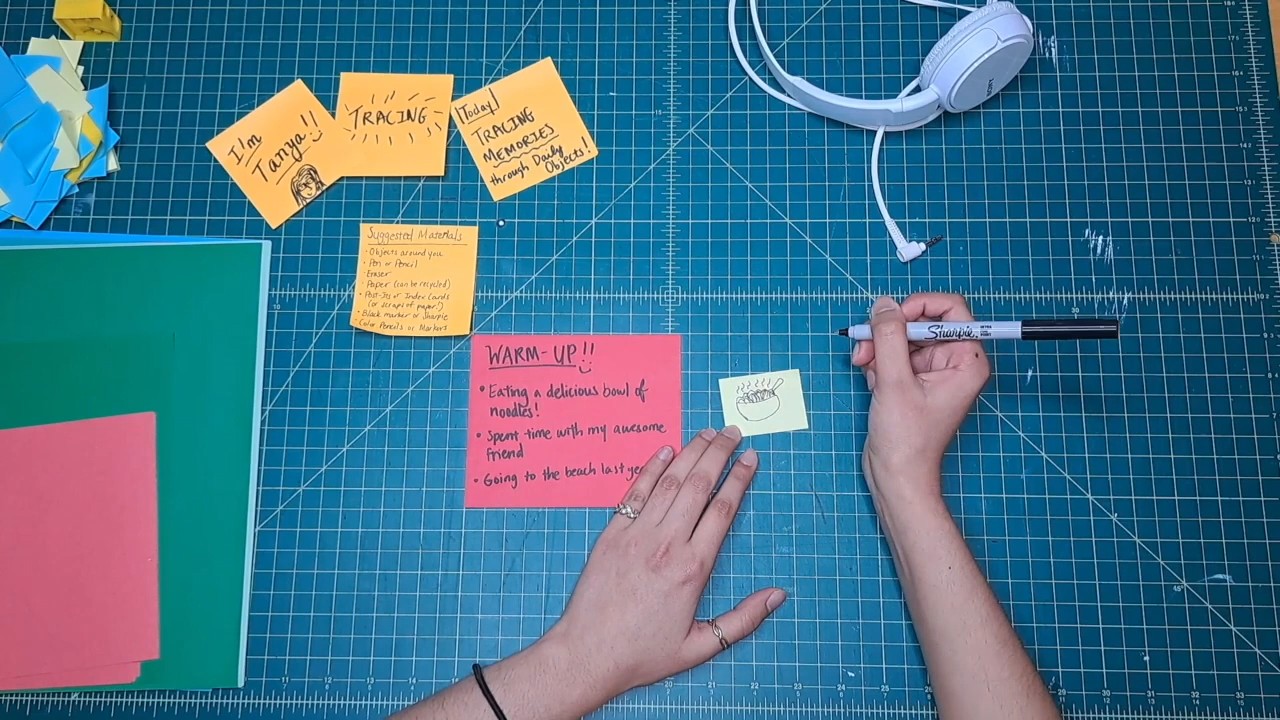 I'm
Tanya!!
TRACING
Today
TRACING
MEMORIES
through Daily
Objects!
Suggested Materials
• Objects around you
• Pen or Pencil
• Eraser
• Paper (can be recycled)
• Post-Its or Index Cards
(or scraps of paper!)
• Black marker or Sharpie
• Color Pencils or Markers
WARM-UP!!
• Eating a delicious bowl of
noodles!
• Spent time with my awesome
friend
• Going to the beach last
Sharpie.
SONY